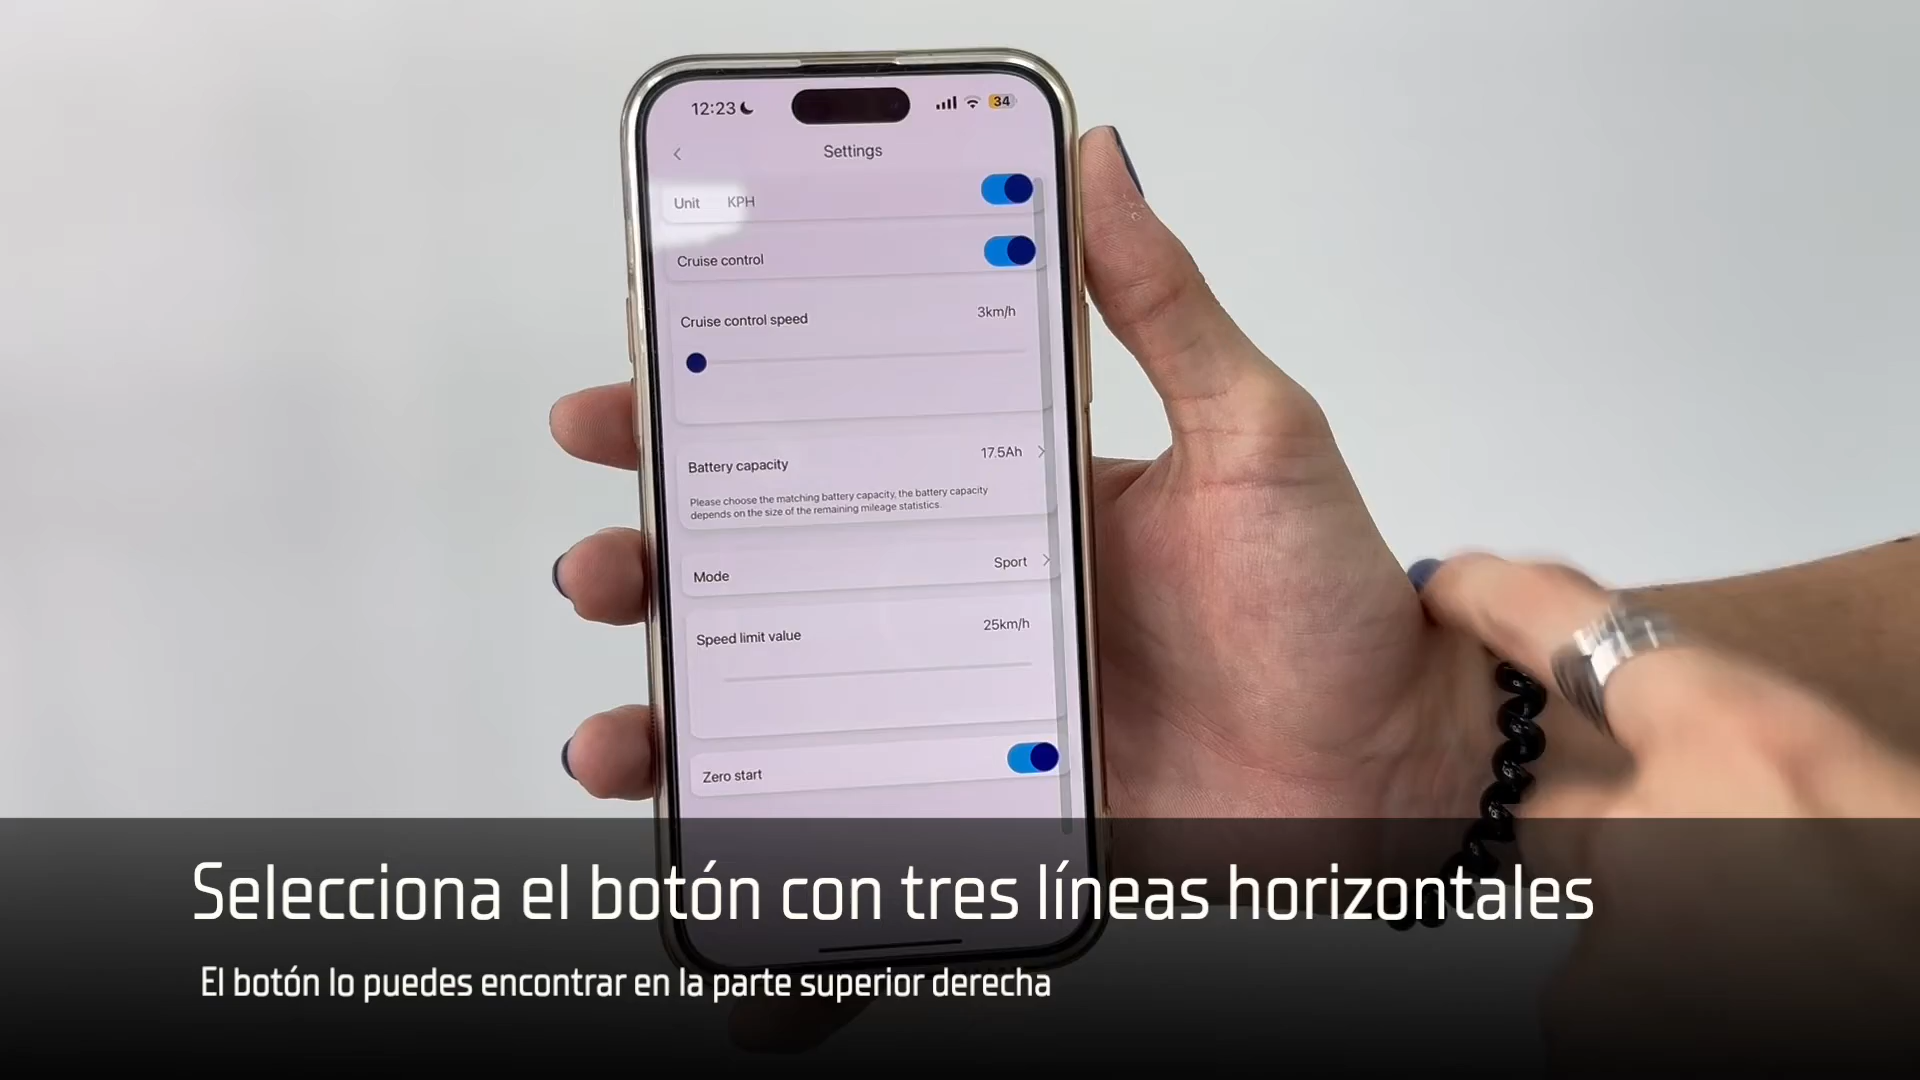 12:23
34
Settings
Unit KPH
Cruise control
Cruise control speed 3km/h
Battery capacity 17.5Ah
Please choose the matching battery capacity, the battery capacity
depends on the size of the remaining mileage statistics.
Mode Sport
Speed limit value 25km/h
Zero start
Selecciona el botón con tres líneas horizontales
El botón lo puedes encontrar en la parte superior derecha